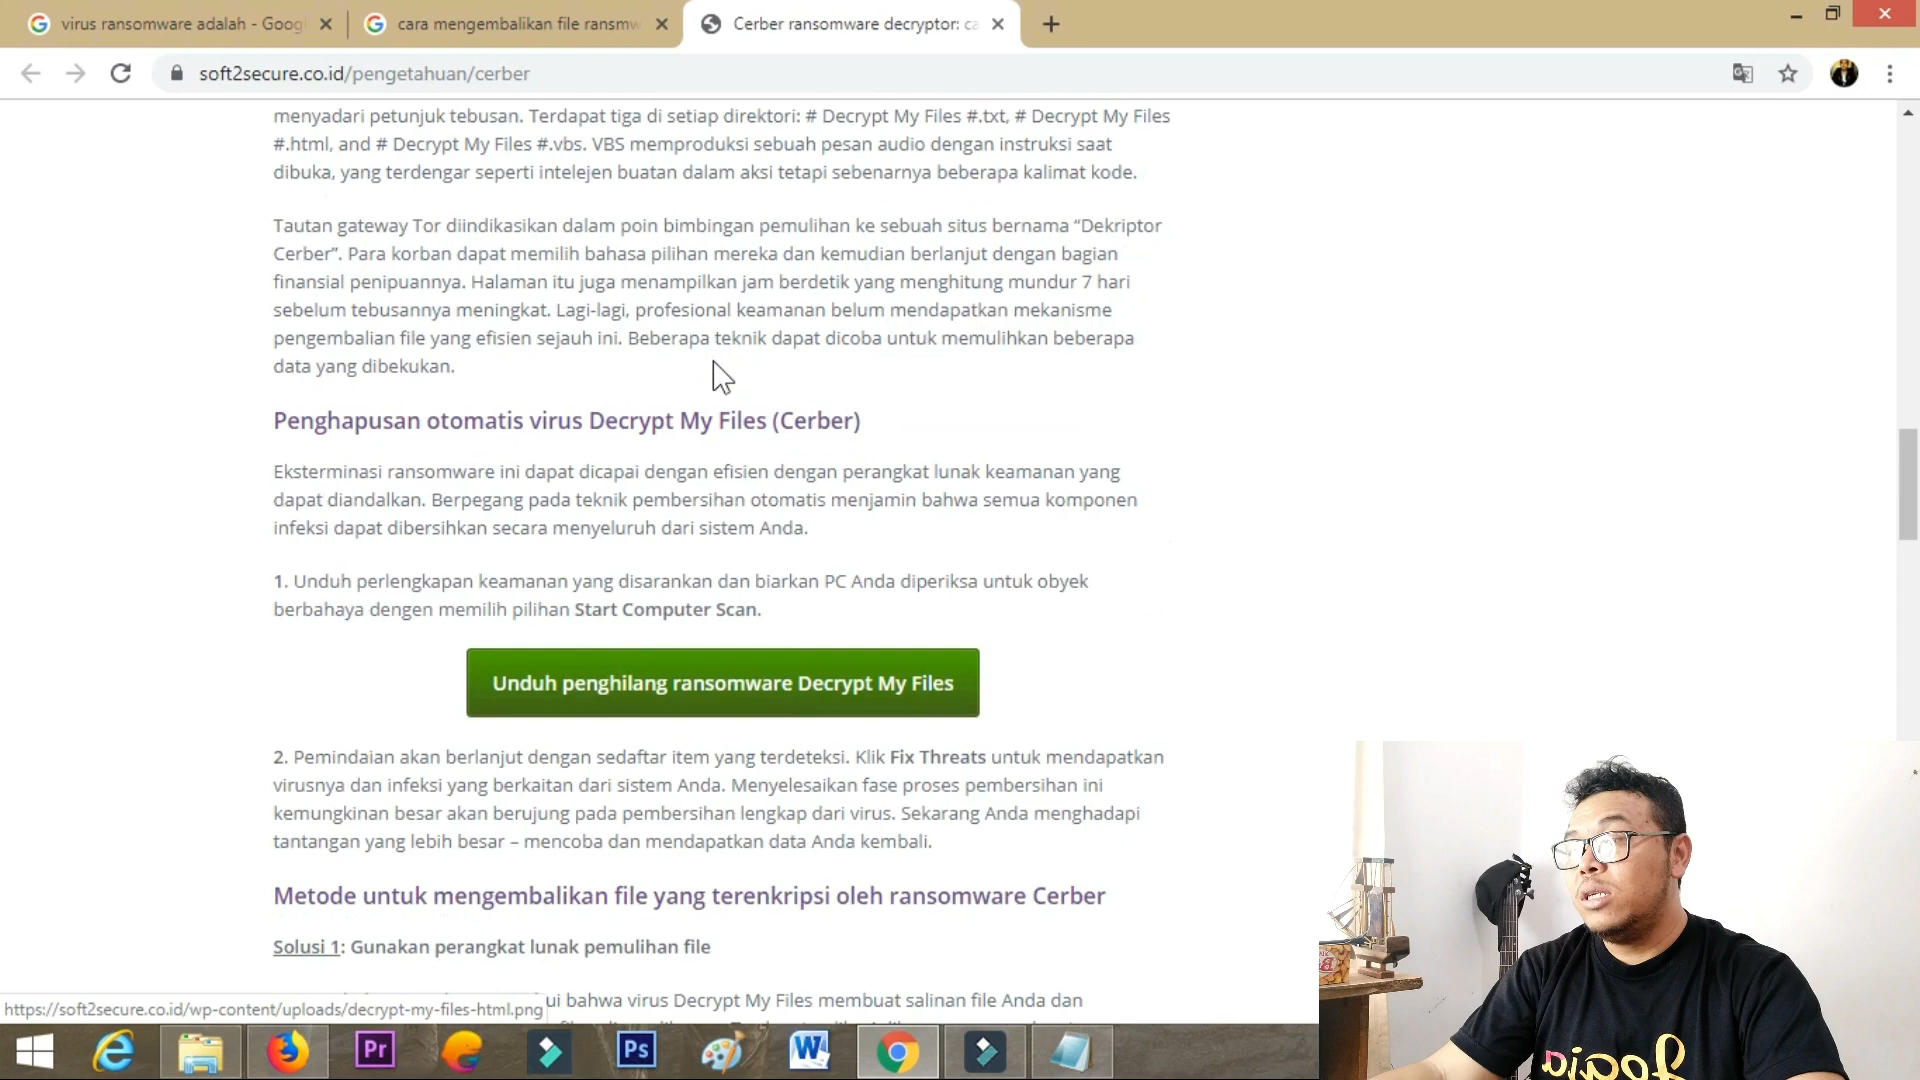 virus ransomware adalah - Goog
cara mengembalikan file ransmw
Cerber ransomware decryptor: ca
soft2secure.co.id/pengetahuan/cerber
menyadari petunjuk tebusan. Terdapat tiga di setiap direktori: # Decrypt My Files #.txt, # Decrypt My Files
#.html, and # Decrypt My Files #.vbs. VBS memproduksi sebuah pesan audio dengan instruksi saat
dibuka, yang terdengar seperti intelejen buatan dalam aksi tetapi sebenarnya beberapa kalimat kode.
Tautan gateway Tor diindikasikan dalam poin bimbingan pemulihan ke sebuah situs bernama “Dekriptor
Cerber”. Para korban dapat memilih bahasa pilihan mereka dan kemudian berlanjut dengan bagian
finansial penipuannya. Halaman itu juga menampilkan jam berdetik yang menghitung mundur 7 hari
sebelum tebusannya meningkat. Lagi-lagi, profesional keamanan belum mendapatkan mekanisme
pengembalian file yang efisien sejauh ini. Beberapa teknik dapat dicoba untuk memulihkan beberapa
data yang dibekukan.
Penghapusan otomatis virus Decrypt My Files (Cerber)
Eksterminasi ransomware ini dapat dicapai dengan efisien dengan perangkat lunak keamanan yang
dapat diandalkan. Berpegang pada teknik pembersihan otomatis menjamin bahwa semua komponen
infeksi dapat dibersihkan secara menyeluruh dari sistem Anda.
1. Unduh perlengkapan keamanan yang disarankan dan biarkan PC Anda diperiksa untuk obyek
berbahaya dengen memilih pilihan Start Computer Scan.
Unduh penghilang ransomware Decrypt My Files
2. Pemindaian akan berlanjut dengan sedaftar item yang terdeteksi. Klik Fix Threats untuk mendapatkan
virusnya dan infeksi yang berkaitan dari sistem Anda. Menyelesaikan fase proses pembersihan ini
kemungkinan besar akan berujung pada pembersihan lengkap dari virus. Sekarang Anda menghadapi
tantangan yang lebih besar – mencoba dan mendapatkan data Anda kembali.
Metode untuk mengembalikan file yang terenkripsi oleh ransomware Cerber
Solusi 1: Gunakan perangkat lunak pemulihan file
bahwa virus Decrypt My Files membuat salinan file Anda dan
https://soft2secure.co.id/wp-content/uploads/decrypt-my-files-html.png
Pr
Ps
W